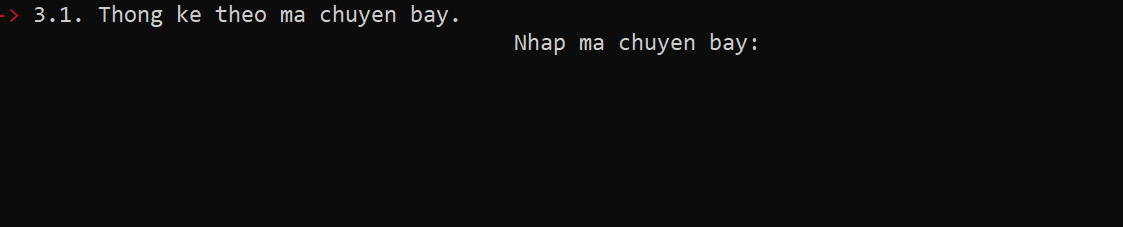 -> 3.1. Thong ke theo ma chuyen bay.
Nhap ma chuyen bay: